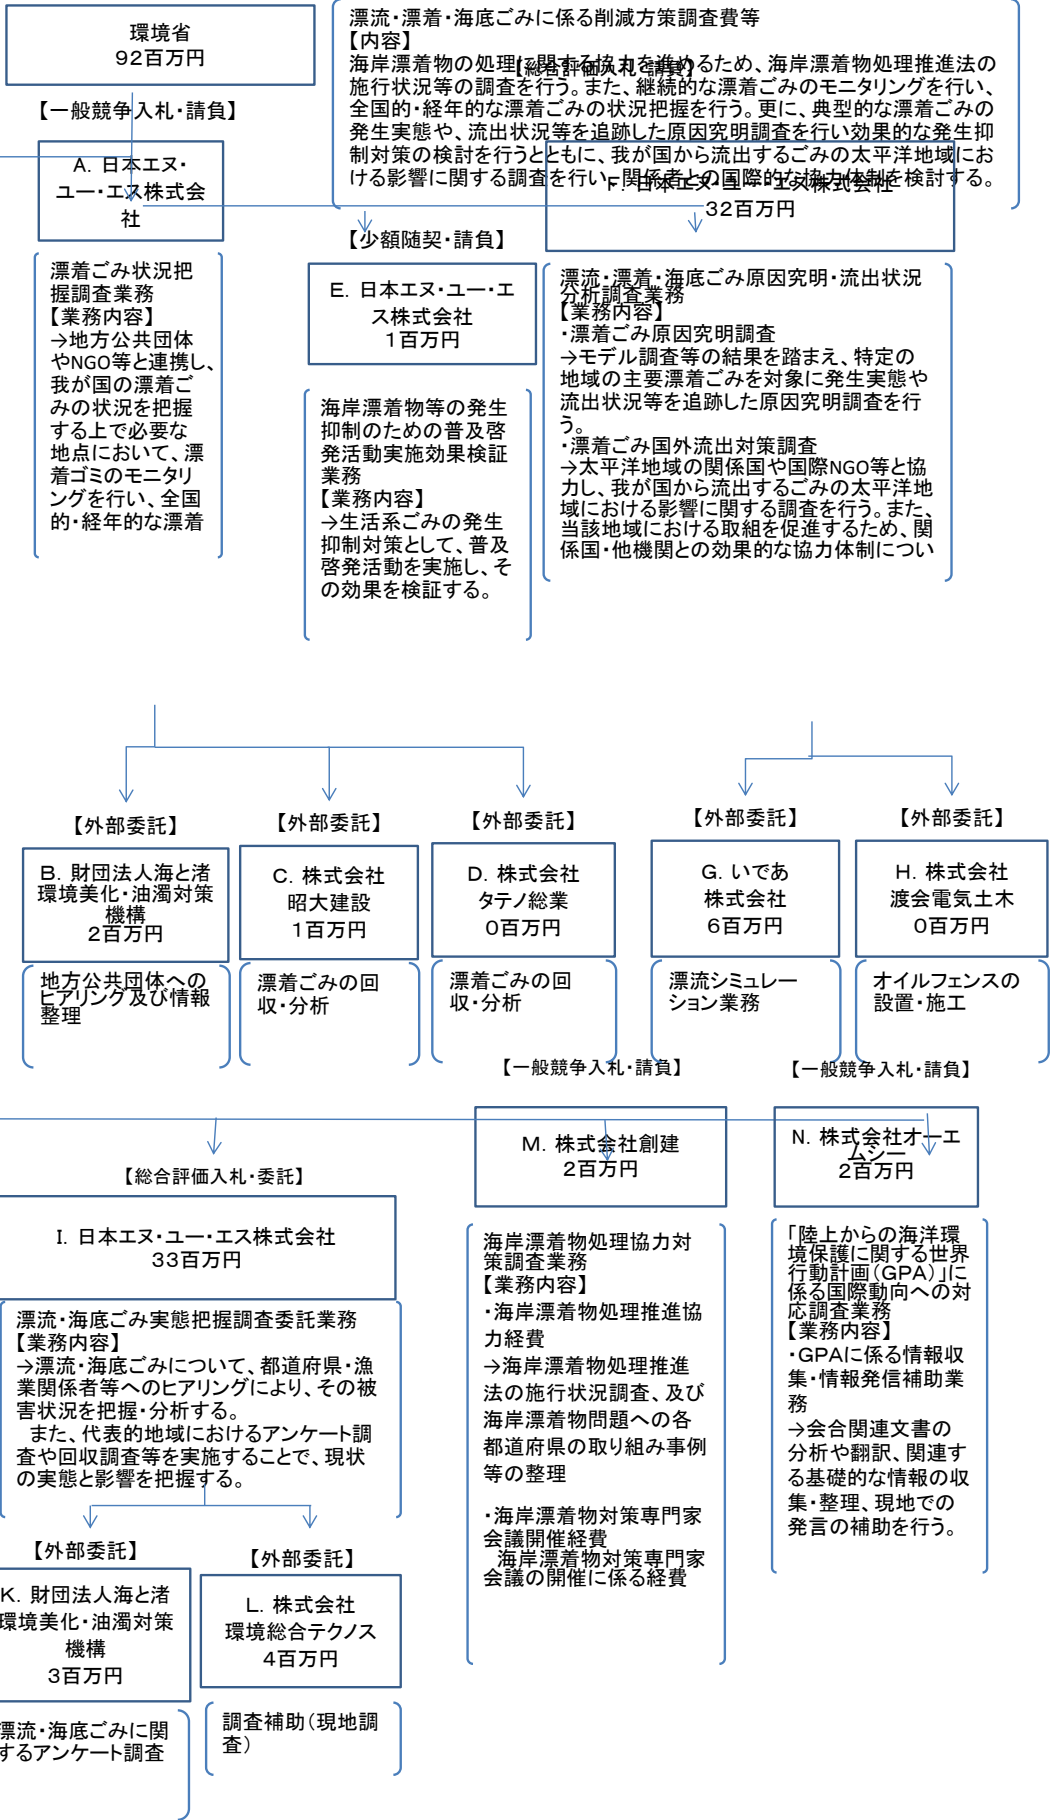 環境省
92百万円
漂流・漂着・海底ごみに係る削減方策調査費等
【内容】
海岸漂着物の処理に関する協力を進めるため、海岸漂着物処理推進法の
施行状況等の調査を行う。また、継続的な漂着ごみのモニタリングを行い、
全国的・経年的な漂着ごみの状況把握を行う。更に、典型的な漂着ごみの
発生実態や、流出状況等を追跡した原因究明調査を行い効果的な発生抑
制対策の検討を行うとともに、我が国から流出するごみの太平洋地域にお
ける影響に関する調査を行い、関係者との国際的な協力体制を検討する。
【総合評価入札・請負】
【一般競争入札・請負】
A. 日本エヌ・
ユー・エス株式会
社
漂着ごみ状況把
握調査業務
【業務内容】
→地方公共団体
やNGO等と連携し、
我が国の漂着ご
みの状況を把握
する上で必要な
地点において、漂
着ゴミのモニタリ
ングを行い、全国
的・経年的な漂着
【少額随契・請負】
E. 日本エヌ・ユー・エ
ス株式会社
1百万円
海岸漂着物等の発生
抑制のための普及啓
発活動実施効果検証
業務
【業務内容】
→生活系ごみの発生
抑制対策として、普及
啓発活動を実施し、そ
の効果を検証する。
F. 日本エヌ・ユー・エス株式会社
32百万円
漂流・漂着・海底ごみ原因究明・流出状況
分析調査業務
【業務内容】
・漂着ごみ原因究明調査
→モデル調査等の結果を踏まえ、特定の
地域の主要漂着ごみを対象に発生実態や
流出状況等を追跡した原因究明調査を行
う。
・漂着ごみ国外流出対策調査
→太平洋地域の関係国や国際NGO等と協
力し、我が国から流出するごみの太平洋地
域における影響に関する調査を行う。また、
当該地域における取組を促進するため、関
係国・他機関との効果的な協力体制につい
【外部委託】
B. 財団法人海と渚
環境美化・油濁対策
機構
2百万円
地方公共団体への
ヒアリング及び情報
整理
【外部委託】
C. 株式会社
昭大建設
1百万円
漂着ごみの回
収・分析
【外部委託】
D. 株式会社
タテノ総業
0百万円
漂着ごみの回
収・分析
【外部委託】
G. いであ
株式会社
6百万円
漂流シミュレー
ション業務
【外部委託】
H. 株式会社
渡会電気土木
0百万円
オイルフェンスの
設置・施工
【総合評価入札・委託】
I. 日本エヌ・ユー・エス株式会社
33百万円
漂流・海底ごみ実態把握調査委託業務
【業務内容】
→漂流・海底ごみについて、都道府県・漁
業関係者等へのヒアリングにより、その被
害状況を把握・分析する。
また、代表的地域におけるアンケート調
査や回収調査等を実施することで、現状
の実態と影響を把握する。
【外部委託】
K. 財団法人海と渚
環境美化・油濁対策
機構
3百万円
漂流・海底ごみに関
するアンケート調査
【外部委託】
L. 株式会社
環境総合テクノス
4百万円
調査補助（現地調
査）
【一般競争入札・請負】
M. 株式会社創建
2百万円
海岸漂着物処理協力対
策調査業務
【業務内容】
・海岸漂着物処理推進協
力経費
→海岸漂着物処理推進
法の施行状況調査、及び
海岸漂着物問題への各
都道府県の取り組み事例
等の整理
・海岸漂着物対策専門家
会議開催経費
海岸漂着物対策専門家
会議の開催に係る経費
【一般競争入札・請負】
N. 株式会社オーエ
ムシー
2百万円
「陸上からの海洋環
境保護に関する世界
行動計画（GPA）」に
係る国際動向への対
応調査業務
【業務内容】
・GPAに係る情報収
集・情報発信補助業
務
→会合関連文書の
分析や翻訳、関連す
る基礎的な情報の収
集・整理、現地での
発言の補助を行う。